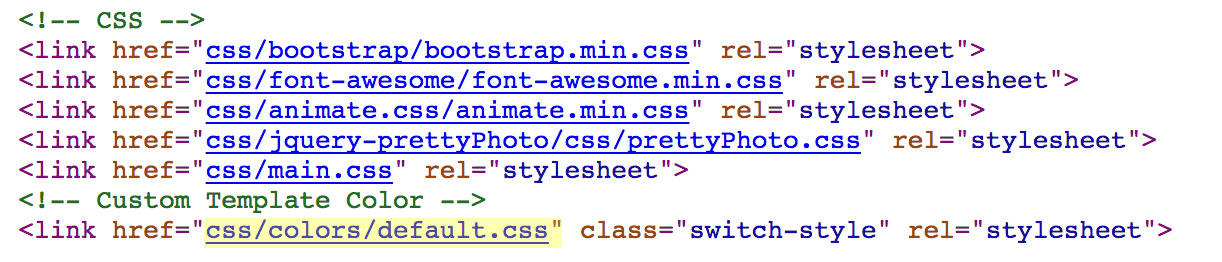 <!-- CSS -->
<link href="css/bootstrap/bootstrap.min.css" rel="stylesheet">
<link href="css/font-awesome/font-awesome.min.css" rel="stylesheet">
<link href="css/animate.css/animate.min.css" rel="stylesheet">
<link href="css/jquery-prettyPhoto/css/prettyPhoto.css" rel="stylesheet">
<link href="css/main.css" rel="stylesheet">
<!-- Custom Template Color -->
<link href="css/colors/default.css" class="switch-style" rel="stylesheet">